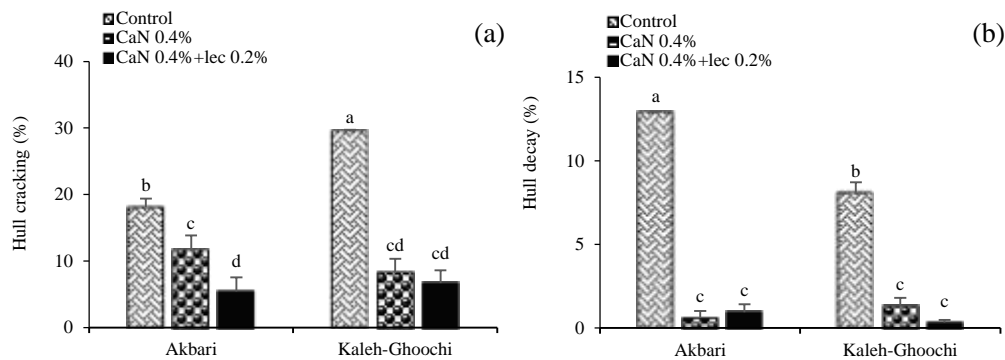 Control
CaN 0.4%
CaN 0.4%+lec 0.2%
(a)
Hull cracking (%)
40
30
20
10
0
b
c
d
a
cd
cd
Akbari
Kaleh-Ghoochi
Control
CaN 0.4%
CaN 0.4%+lec 0.2%
(b)
Hull decay (%)
15
10
5
0
a
c
c
b
c
c
Akbari
Kaleh-Ghoochi